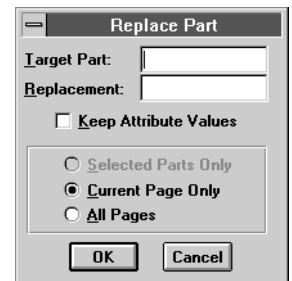 Replace Part
Target Part:
Replacement:
Keep Attribute Values
Selected Parts Only
Current Page Only
All Pages
OK Cancel